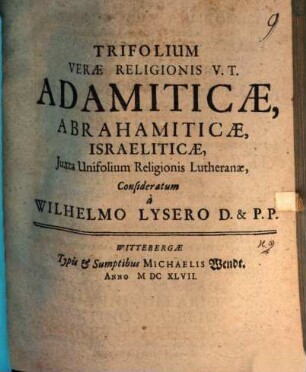 9
TRIFOLIUM
VERÆ RELIGIONIS V. T.
ADAMITICÆ,
ABRAHAMITICÆ,
ISRAELITICÆ,
Juxta Unifolium Religionis Lutheranæ,
Consideratum
à
WILHELMO LYSERO D. & P. P.
WITTEBERGÆ
Typis & Sumptibus MICHAELIS Wendt.
ANNO M DC XLVII.